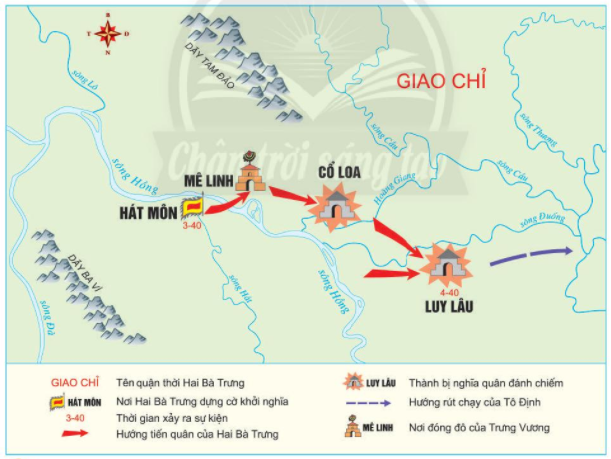 B
T Đ
N
DÃY TAM ĐẢO
GIAO CHỈ
sông Lô
sông Cầu
sông Thương
Chân trời sáng tạo
sông Hồng
MÊ LINH
CỔ LOA
Hoàng Giang
sông Cầu
HÁT MÔN
3-40
sông Đuống
DÃY BA VÌ
sông Hát
sông Hồng
4-40
LUY LÂU
sông Đà
GIAO CHỈ Tên quận thời Hai Bà Trưng
HÁT MÔN Nơi Hai Bà Trưng dựng cờ khởi nghĩa
3-40 Thời gian xảy ra sự kiện
Hướng tiến quân của Hai Bà Trưng
LUY LÂU Thành bị nghĩa quân đánh chiếm
Hướng rút chạy của Tô Định
MÊ LINH Nơi đóng đô của Trưng Vương